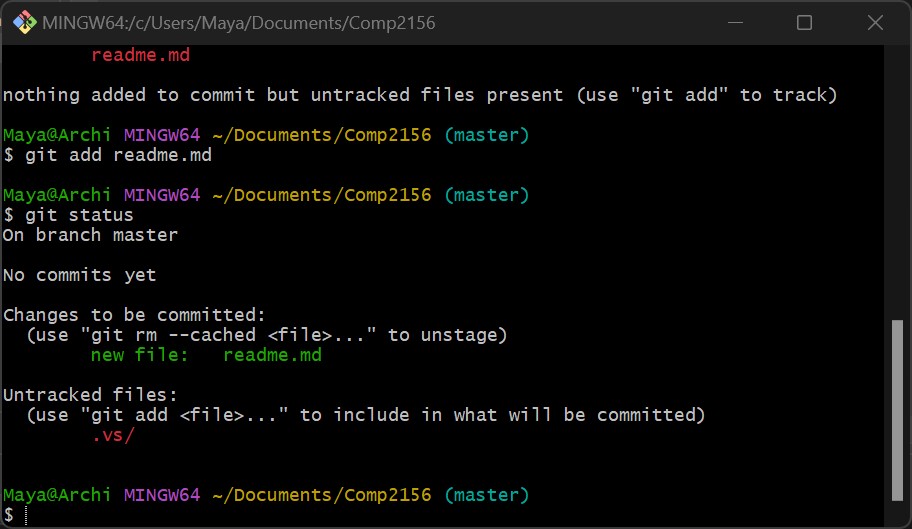 MINGW64:/c/Users/Maya/Documents/Comp2156
readme.md
nothing added to commit but untracked files present (use "git add" to track)
Maya@Archi MINGW64 ~/Documents/Comp2156 (master)
$ git add readme.md
Maya@Archi MINGW64 ~/Documents/Comp2156 (master)
$ git status
On branch master
No commits yet
Changes to be committed:
(use "git rm --cached <file>..." to unstage)
new file:   readme.md
Untracked files:
(use "git add <file>..." to include in what will be committed)
.vs/
Maya@Archi MINGW64 ~/Documents/Comp2156 (master)
$